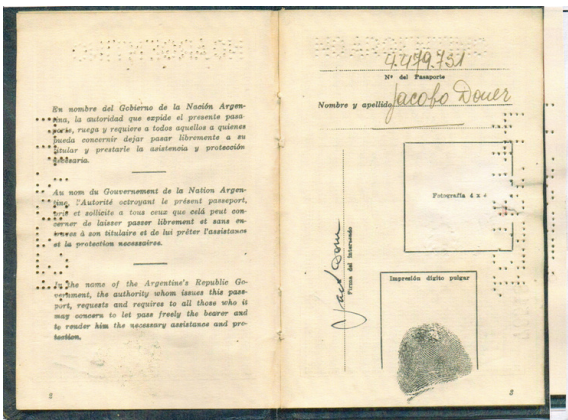 En nombre del Gobierno de la Nación Argen-
tina, la autoridad que expide el presente pasa-
porte, ruega y requiere a todos aquellos a quienes
pueda concernir dejar pasar libremente a su
titular y prestarle la asistencia y protección
necesaria.
Au nom du Gouvernement de la Nation Argen-
tine, l'Autorité octroyant le présent passeport,
prie et sollicite a tous ceux que celà peut con-
cerner de laisser passer librement et sans en-
traves à son titulaire et de lui prêter l'assistance
et la protection necessaires.
In the name of the Argentine's Republic Go-
vernment, the authority whom issues this pass-
port, requests and requires to all those who it
may concern to let pass freely the bearer and
to render him the necessary assistance and pro-
tection.
2
4.479.731
Nº del Pasaporte
Nombre y apellido Jacobo Doner
Fotografía 4 x 4
Firma del Interesado
Impresión dígito pulgar
3